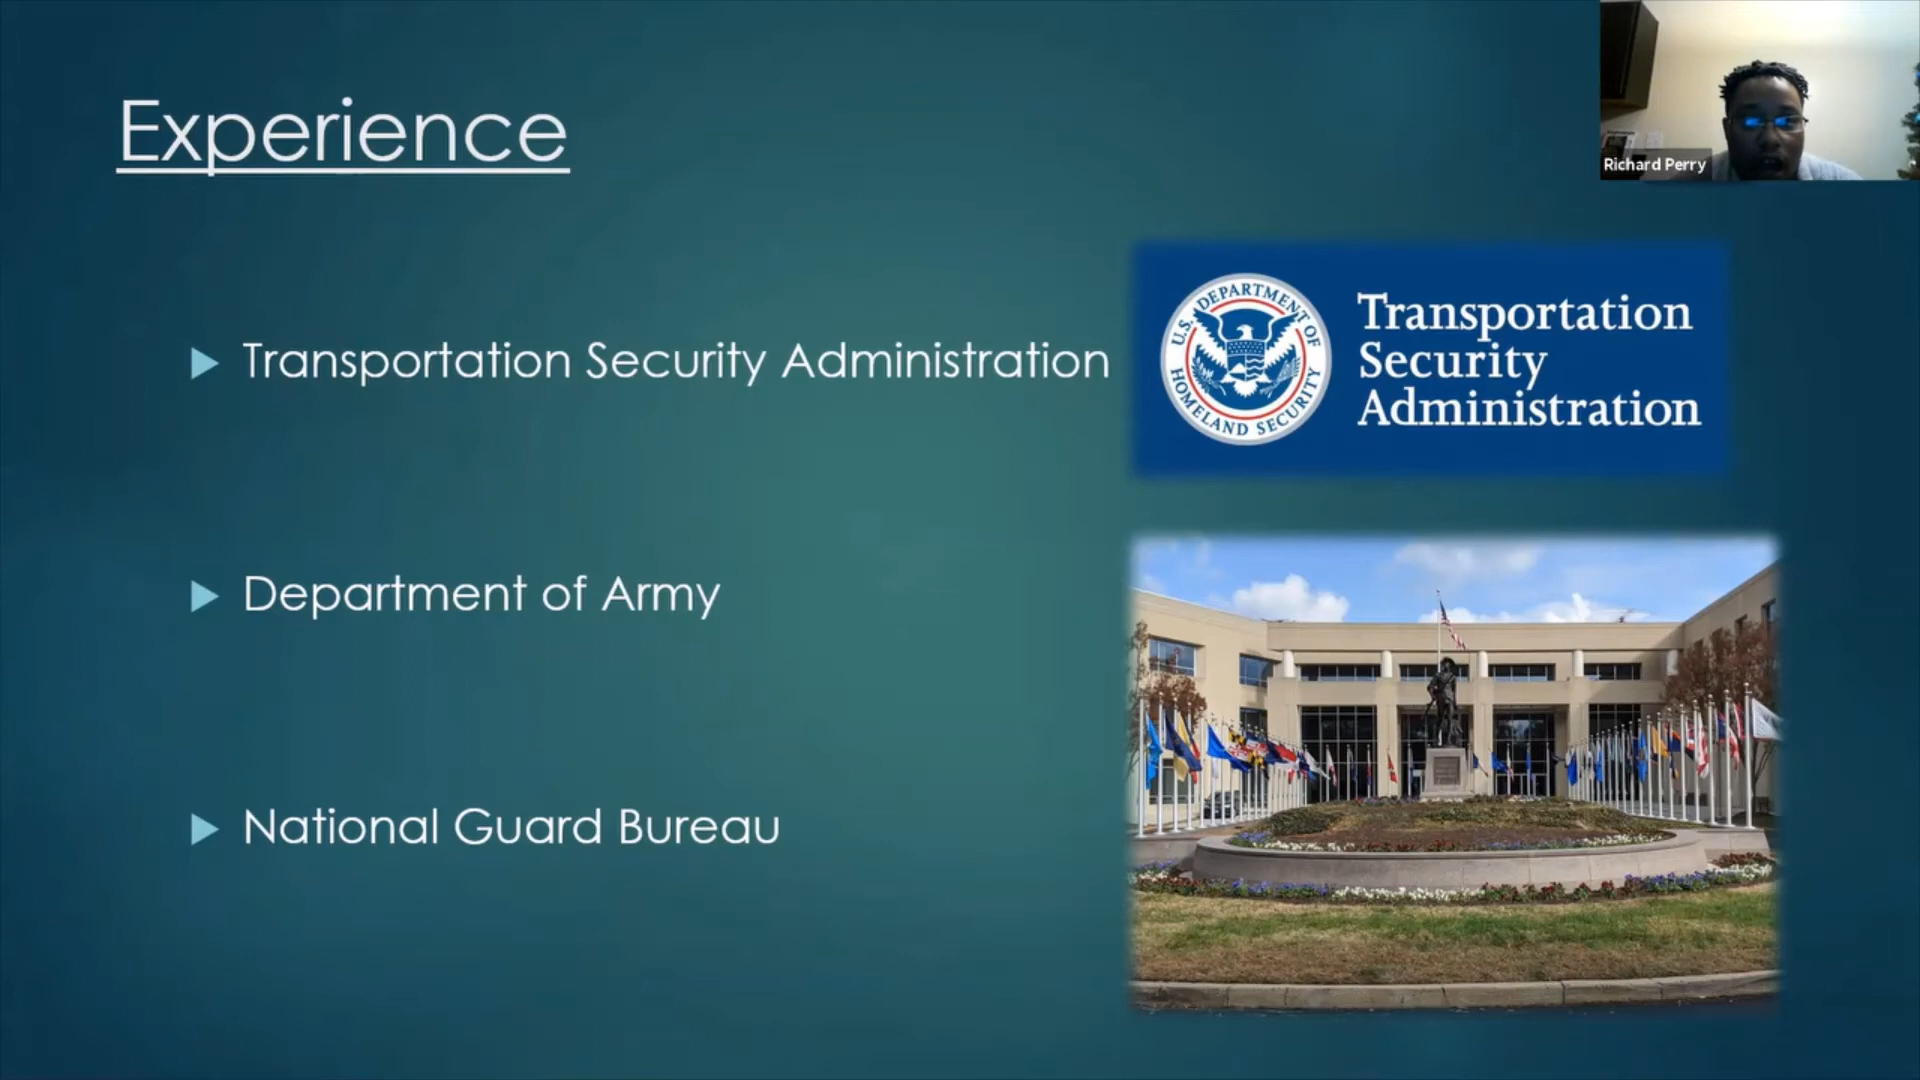 Experience
Richard Perry
Transportation Security Administration
U.S. DEPARTMENT OF
HOMELAND SECURITY
Transportation
Security
Administration
Department of Army
National Guard Bureau